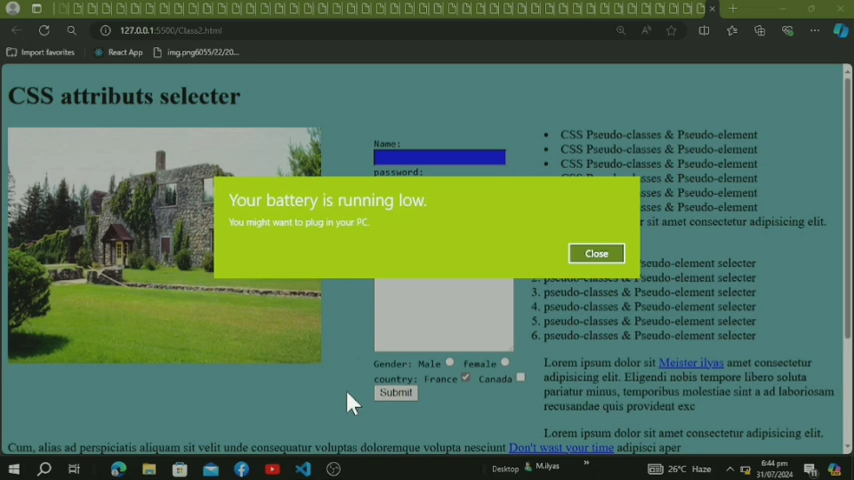 127.0.0.1:5500/Class2.html
Import favorites
React App
img.png6055/22/20...
CSS attributs selecter
Name:
password:
Your battery is running low.
You might want to plug in your PC.
Close
Gender: Male Female
country: France Canada
Submit
CSS Pseudo-classes & Pseudo-element
CSS Pseudo-classes & Pseudo-element
CSS Pseudo-classes & Pseudo-element
-element
-element
-element
sit amet consectetur adipisicing elit.
-element selecter
2. pseudo-classes & Pseudo-element selecter
3. pseudo-classes & Pseudo-element selecter
4. pseudo-classes & Pseudo-element selecter
5. pseudo-classes & Pseudo-element selecter
6. pseudo-classes & Pseudo-element selecter
Lorem ipsum dolor sit Meister ilyas amet consectetur
adipisicing elit. Eligendi nobis tempore libero soluta
pariatur minus, temporibus molestiae sint a ad laboriosam
recusandae quis provident exc
Lorem ipsum dolor sit amet consectetur adipisicing elit.
Cum, alias ad perspiciatis aliquam sit velit unde consequatur voluptas doloremque volupta nesciunt Don't wast your time adipisci aper
Desktop
M.ilyas
26°C Haze
6:44 pm
31/07/2024